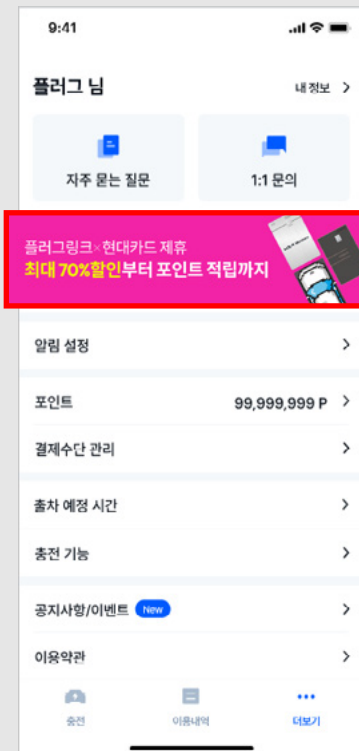 9:41
플러그 님
내 정보
자주 묻는 질문
1:1 문의
플러그링크×현대카드 제휴
최대 70%할인부터 포인트 적립까지
알림 설정
포인트
99,999,999 P
결제수단 관리
출차 예정 시간
충전 기능
공지사항/이벤트 New
이용약관
충전
이용내역
더보기